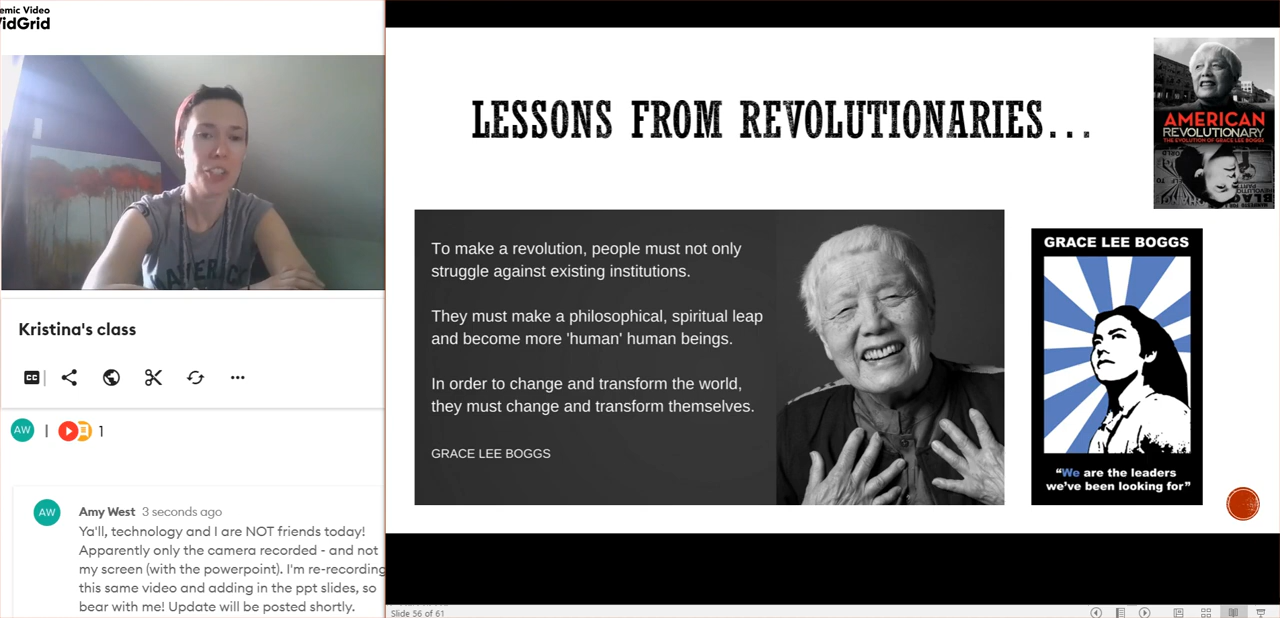 emic Video
VidGrid
Kristina's class
CC
AW
1
AW
Amy West 3 seconds ago
Ya'll, technology and I are NOT friends today!
Apparently only the camera recorded - and not
my screen (with the powerpoint). I'm re-recording
this same video and adding in the ppt slides, so
bear with me! Update will be posted shortly.
LESSONS FROM REVOLUTIONARIES...
AMERICAN
REVOLUTIONARY
THE EVOLUTION OF GRACE LEE BOGGS
To make a revolution, people must not only
struggle against existing institutions.
They must make a philosophical, spiritual leap
and become more 'human' human beings.
In order to change and transform the world,
they must change and transform themselves.
GRACE LEE BOGGS
GRACE LEE BOGGS
“We are the leaders
we’ve been looking for”
Slide 56 of 61